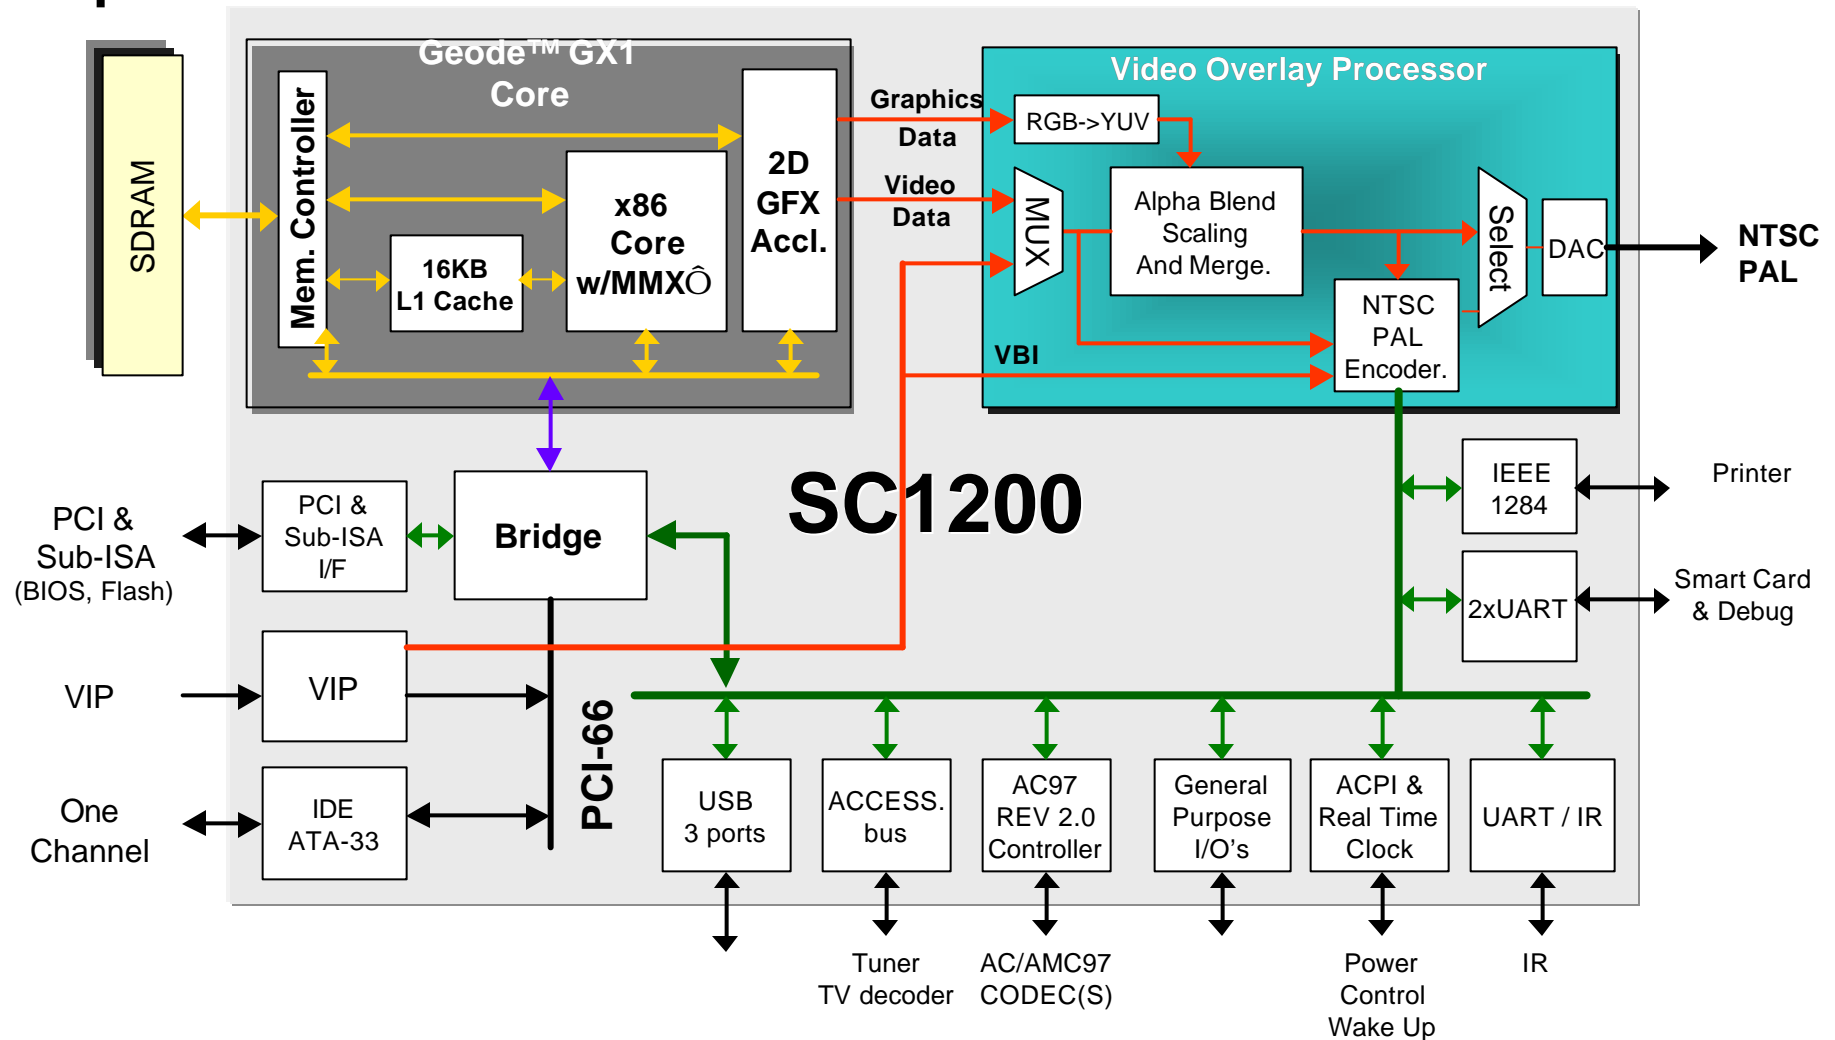 Geode™ GX1
Core
Video Overlay Processor
SDRAM
Mem. Controller
16KB
L1 Cache
x86
Core
w/MMXÔ
2D
GFX
Accl.
Graphics
Data
Video
Data
RGB->YUV
MUX
Alpha Blend
Scaling
And Merge.
Select
DAC
NTSC
PAL
NTSC
PAL
Encoder.
VBI
SC1200
PCI &
Sub-ISA
(BIOS, Flash)
PCI &
Sub-ISA
I/F
Bridge
IEEE
1284
Printer
2xUART
Smart Card
& Debug
VIP
VIP
PCI-66
One
Channel
IDE
ATA-33
USB
3 ports
ACCESS.
bus
AC97
REV 2.0
Controller
General
Purpose
I/O's
ACPI &
Real Time
Clock
UART / IR
Tuner
TV decoder
AC/AMC97
CODEC(S)
Power
Control
Wake Up
IR